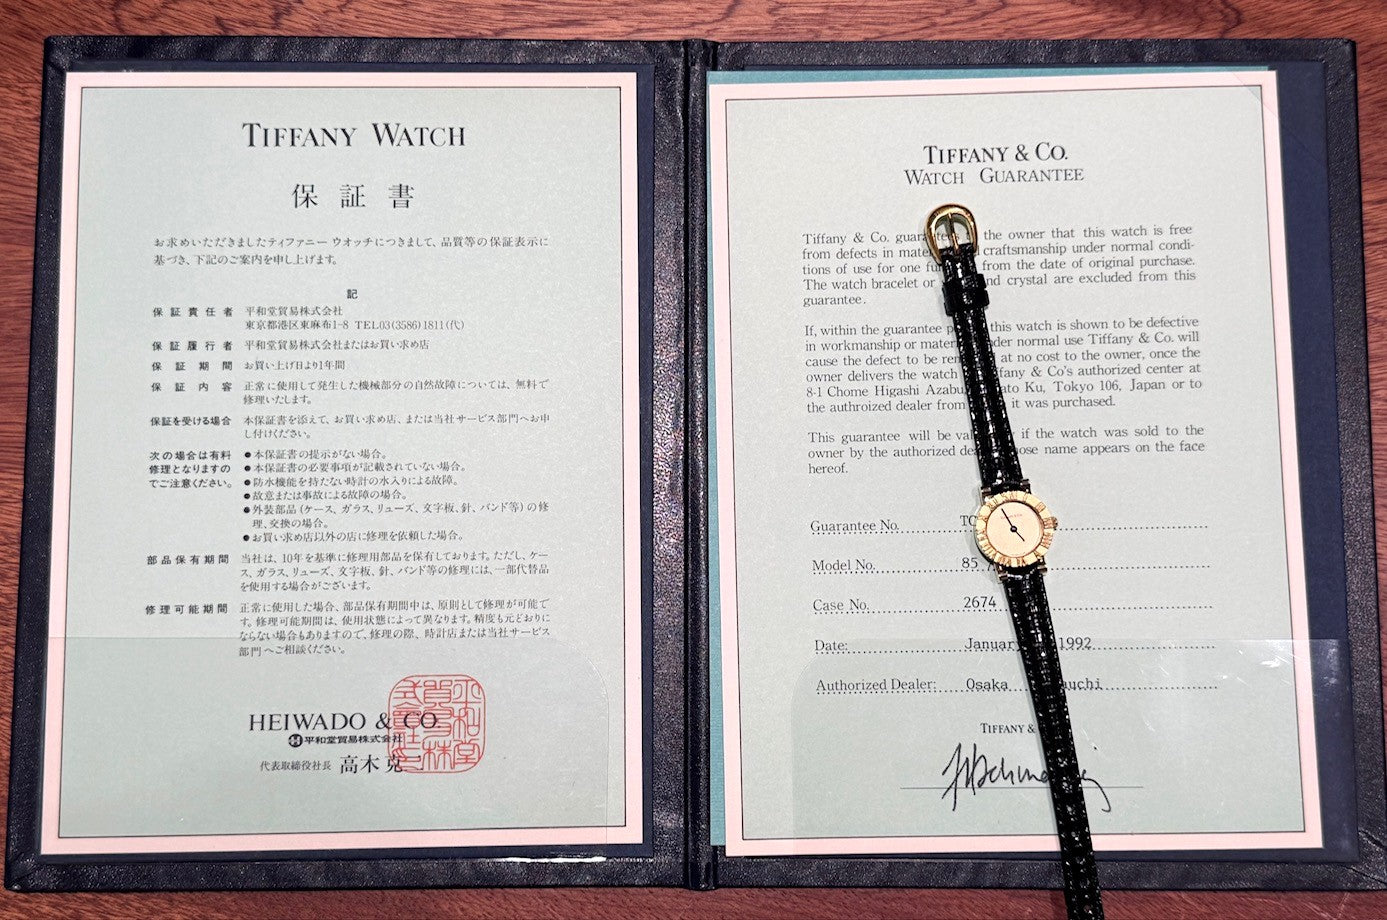 TIFFANY WATCH
保証書
お求めいただきましたティファニー ウオッチにつきまして、品質等の保証表示に
基づき、下記のご案内を申し上げます。
記
保証責任者 平和堂貿易株式会社
東京都港区東麻布1-8 TEL03(3586)1811(代)
保証履行者 平和堂貿易株式会社またはお買い求め店
保証期間 お買い上げ日より1年間
保証内容 正常に使用して発生した機械部分の自然故障については、無料で
修理いたします。
保証を受ける場合 本保証書を添えて、お買い求め店、または当社サービス部門へお申
し付けください。
次の場合は有料 ●本保証書の提示がない場合。
修理となりますの ●本保証書の必要事項が記載されていない場合。
でご注意ください。 ●防水機能を持たない時計の水入りによる故障。
●故意または事故による故障の場合。
●外装部品(ケース、ガラス、リューズ、文字板、針、バンド等)の修
理、交換の場合。
●お買い求め店以外の店に修理を依頼した場合。
部品保有期間 当社は、10年を基準に修理用部品を保有しております。ただし、ケー
ス、ガラス、リューズ、文字板、針、バンド等の修理には、一部代替品
を使用する場合がございます。
修理可能期間 正常に使用した場合、部品保有期間中は、原則として修理が可能で
す。修理可能期間は、使用状態によって異なります。精度も元どおりに
ならない場合もありますので、修理の際、時計店または当社サービス
部門へご相談ください。
HEIWADO & CO.
平和堂貿易株式会社
代表取締役社長 高木 克
TIFFANY & CO.
WATCH GUARANTEE
Tiffany & Co. the owner that this watch is free
from defects in craftsmanship under normal condi-
tions of use for one from the date of original purchase.
The watch bracelet or and crystal are excluded from this
guarantee.
If, within the guarantee this watch is shown to be defective
in workmanship or normal use Tiffany & Co. will
cause the defect to be at no cost to the owner, once the
owner delivers the watch & Co's authorized center at
8-1 Chome Higashi Ku, Tokyo 106, Japan or to
the authroized dealer from it was purchased.
This guarantee will be if the watch was sold to the
owner by the authorized name appears on the face
hereof.
Guarantee No.
Model No. 85
Case No. 2674
Date: 1992
Authorized Dealer: Osaka
TIFFANY &